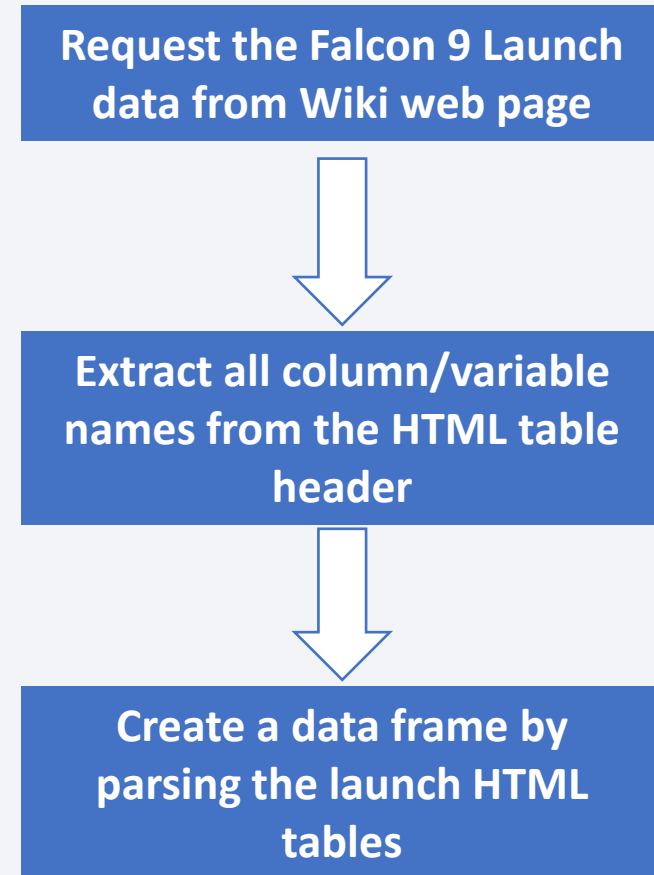 Request the Falcon 9 Launch
data from Wiki web page
Extract all column/variable
names from the HTML table
header
Create a data frame by
parsing the launch HTML
tables